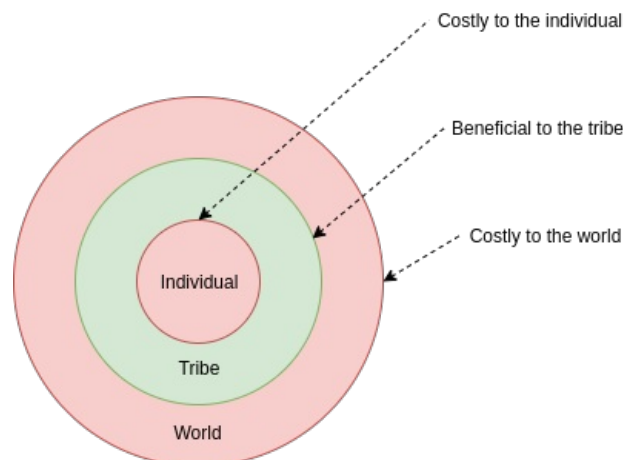 Costly to the individual
Beneficial to the tribe
Costly to the world
Individual
Tribe
World